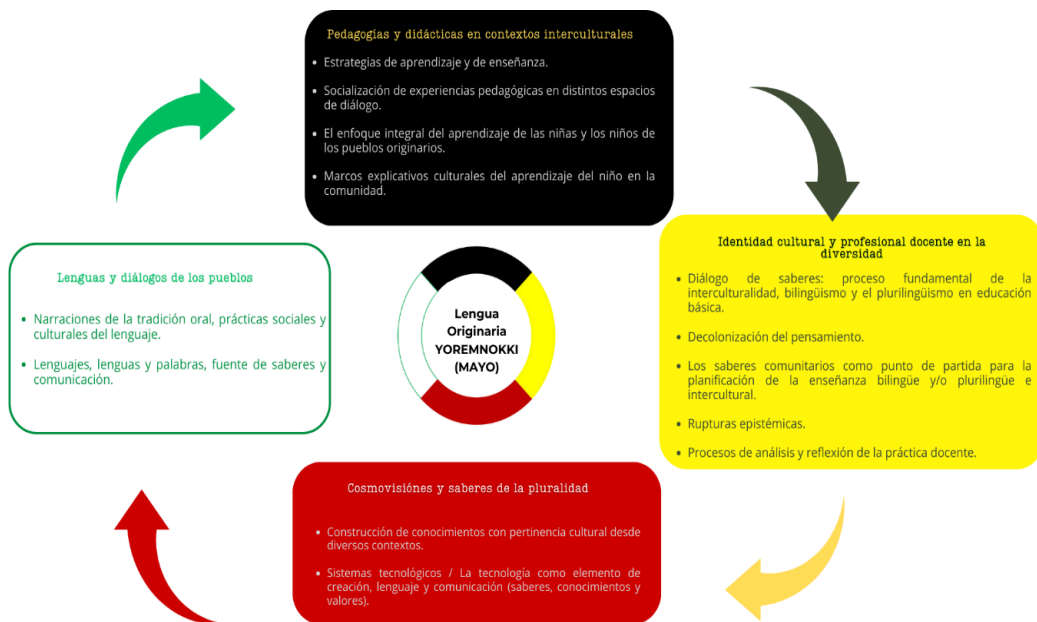 Pedagogías y didácticas en contextos interculturales
• Estrategias de aprendizaje y de enseñanza.
• Socialización de experiencias pedagógicas en distintos espacios
de diálogo.
• El enfoque integral del aprendizaje de las niñas y los niños de
los pueblos originarios.
• Marcos explicativos culturales del aprendizaje del niño en la
comunidad.
Identidad cultural y profesional docente en la
diversidad
• Diálogo de saberes: proceso fundamental de la
interculturalidad, bilingüismo y el plurilingüismo en educación
básica.
• Decolonización del pensamiento.
• Los saberes comunitarios como punto de partida para la
planificación de la enseñanza bilingüe y/o plurilingüe e
intercultural.
• Rupturas epistémicas.
• Procesos de análisis y reflexión de la práctica docente.
Cosmovisiónes y saberes de la pluralidad
• Construcción de conocimientos con pertinencia cultural desde
diversos contextos.
• Sistemas tecnológicos / La tecnología como elemento de
creación, lenguaje y comunicación (saberes, conocimientos y
valores).
Lenguas y diálogos de los pueblos
• Narraciones de la tradición oral, prácticas sociales y
culturales del lenguaje.
• Lenguajes, lenguas y palabras, fuente de saberes y
comunicación.
Lengua
Originaria
YOREMNOKKI
(MAYO)